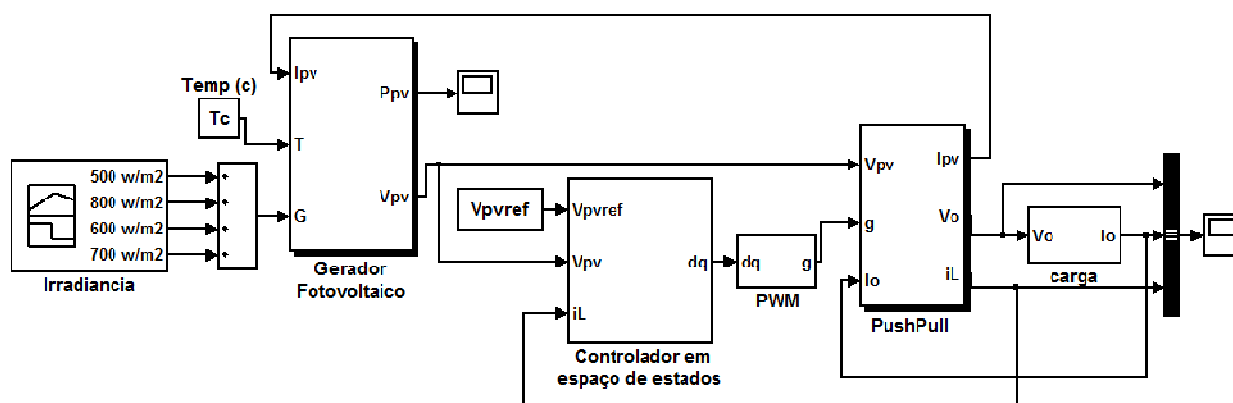 Temp (c)
Tc
500 w/m2
800 w/m2
600 w/m2
700 w/m2
Irradiancia
Ipv
T
G
Ppv
Vpv
Gerador
Fotovoltaico
Vpvref
Vpvref
Vpv
iL
dq
Controlador em
espaço de estados
dq
g
PWM
Vpv
g
Io
Ipv
Vo
iL
PushPull
Vo
Io
carga